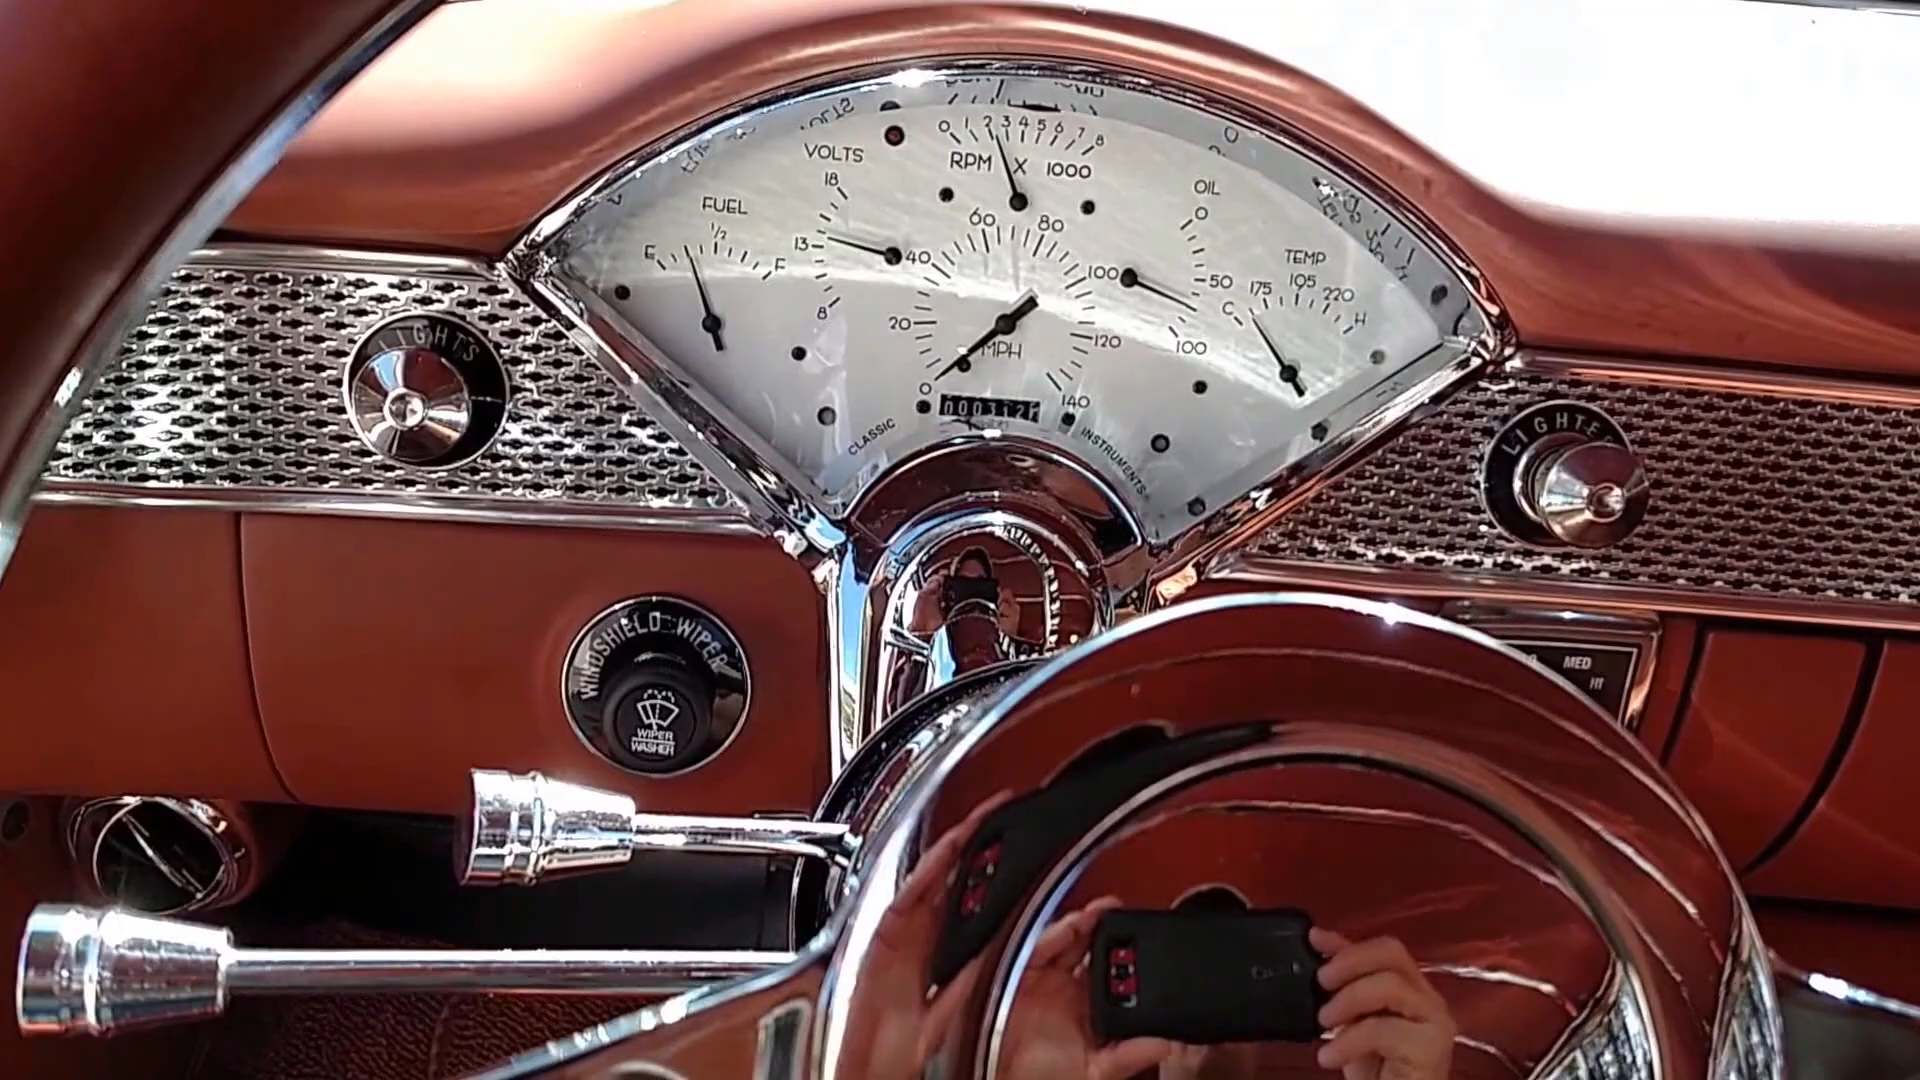 VOLTS
18
13
8
FUEL
E
1/2
F
0 1 2 3 4 5 6 7 8
RPM X 1000
OIL
0
50
100
TEMP
C 175 105 220 H
0
20
40
60
80
100
120
140
MPH
CLASSIC
INSTRUMENTS
LIGHTS
LIGHTER
WINDSHIELD WIPER
WIPER
WASHER
MED
HI